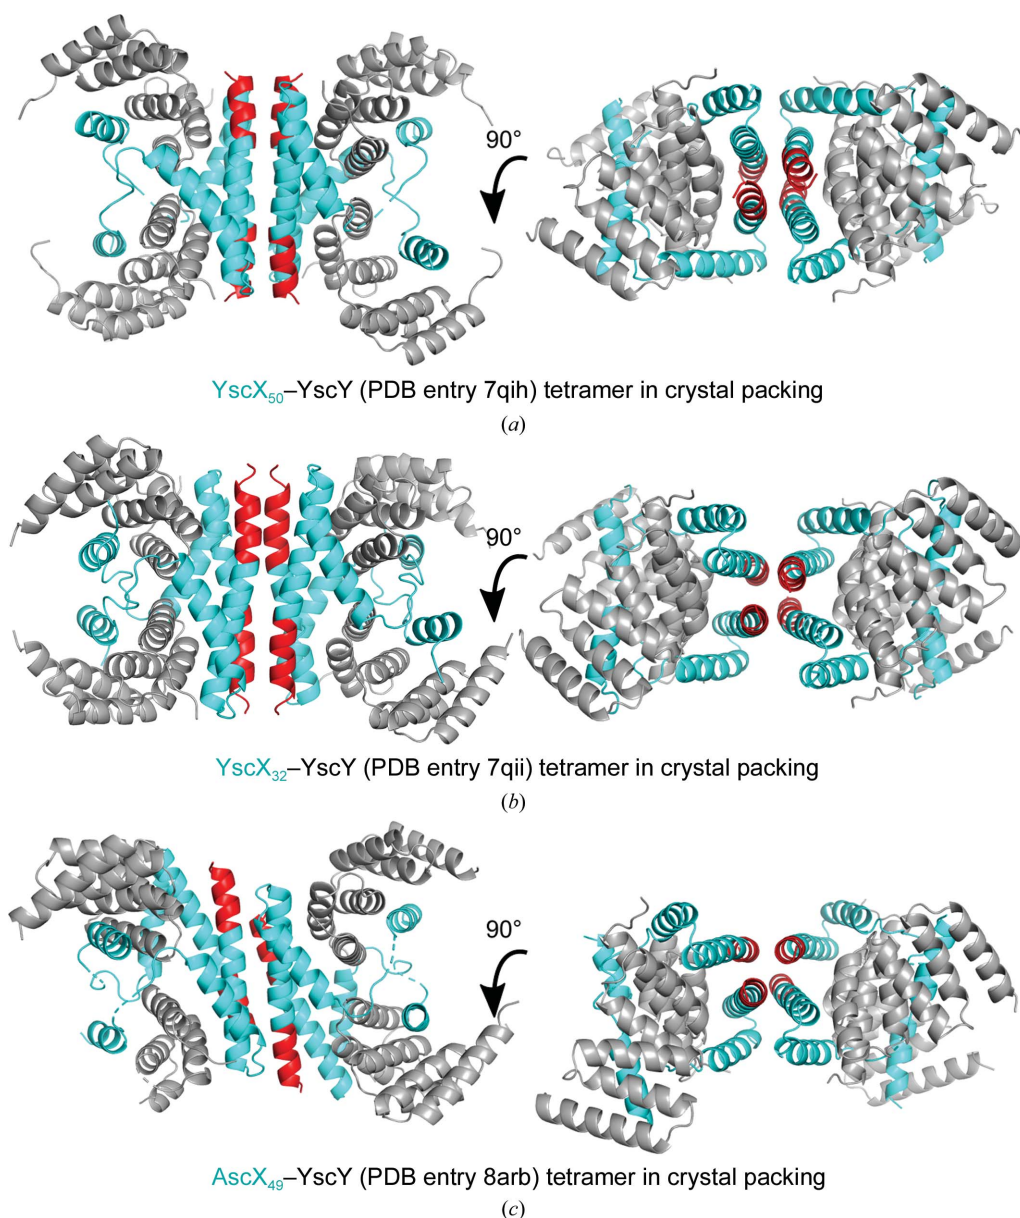 90°
YscX₅₀–YscY (PDB entry 7qih) tetramer in crystal packing
(a)
90°
YscX₃₂–YscY (PDB entry 7qii) tetramer in crystal packing
(b)
90°
AscX₄₉–YscY (PDB entry 8arb) tetramer in crystal packing
(c)